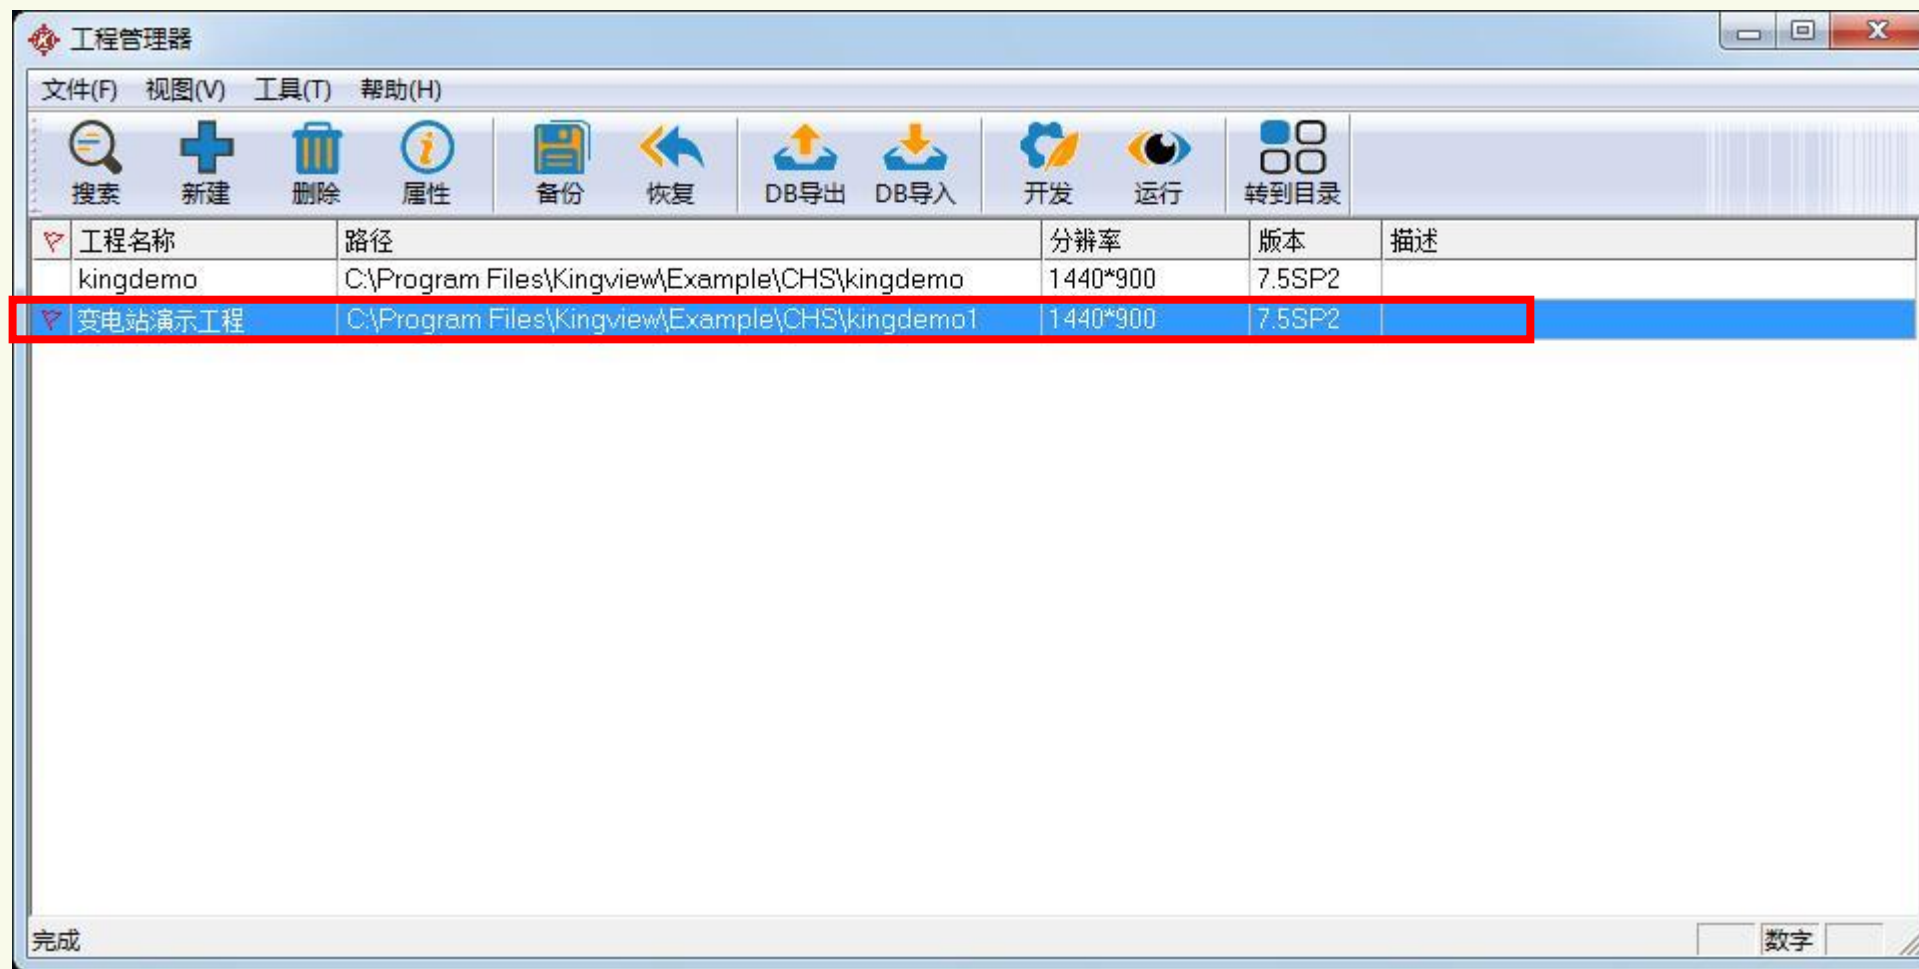 工程管理器
文件(F) 视图(V) 工具(T) 帮助(H)
搜索 新建 删除 属性 备份 恢复 DB导出 DB导入 开发 运行 转到目录
工程名称 路径 分辨率 版本 描述
kingdemo C:\Program Files\Kingview\Example\CHS\kingdemo 1440*900 7.5SP2
变电站演示工程 C:\Program Files\Kingview\Example\CHS\kingdemo1 1440*900 7.5SP2
完成 数字